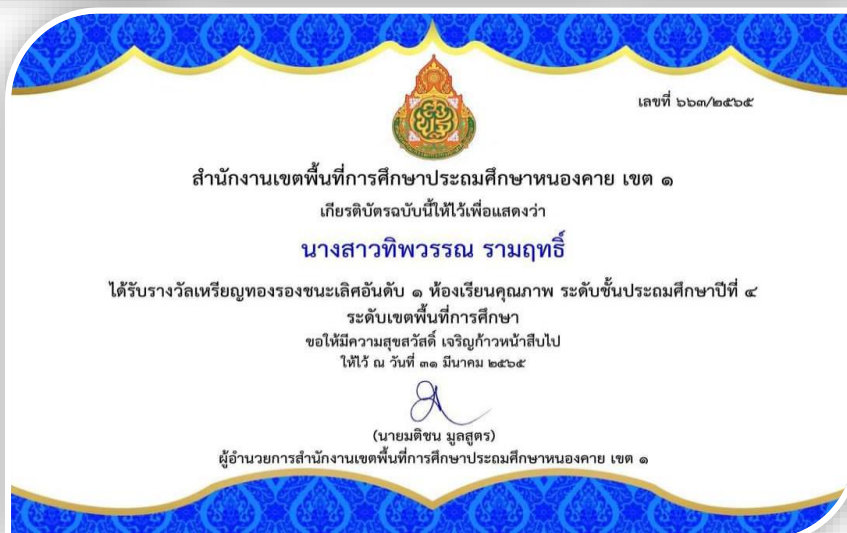 เลขที่ ๖๖๓/๒๕๖๕
สำนักงานเขตพื้นที่การศึกษาประถมศึกษาหนองคาย เขต ๑
เกียรติบัตรฉบับนี้ให้ไว้เพื่อแสดงว่า
นางสาวทิพวรรณ รามฤทธิ์
ได้รับรางวัลเหรียญทองรองชนะเลิศอันดับ ๑ ห้องเรียนคุณภาพ ระดับชั้นประถมศึกษาปีที่ ๔
ระดับเขตพื้นที่การศึกษา
ขอให้มีความสุขสวัสดิ์ เจริญก้าวหน้าสืบไป
ให้ไว้ ณ วันที่ ๓๑ มีนาคม ๒๕๖๕
(นายมติชน มูลสูตร)
ผู้อำนวยการสำนักงานเขตพื้นที่การศึกษาประถมศึกษาหนองคาย เขต ๑